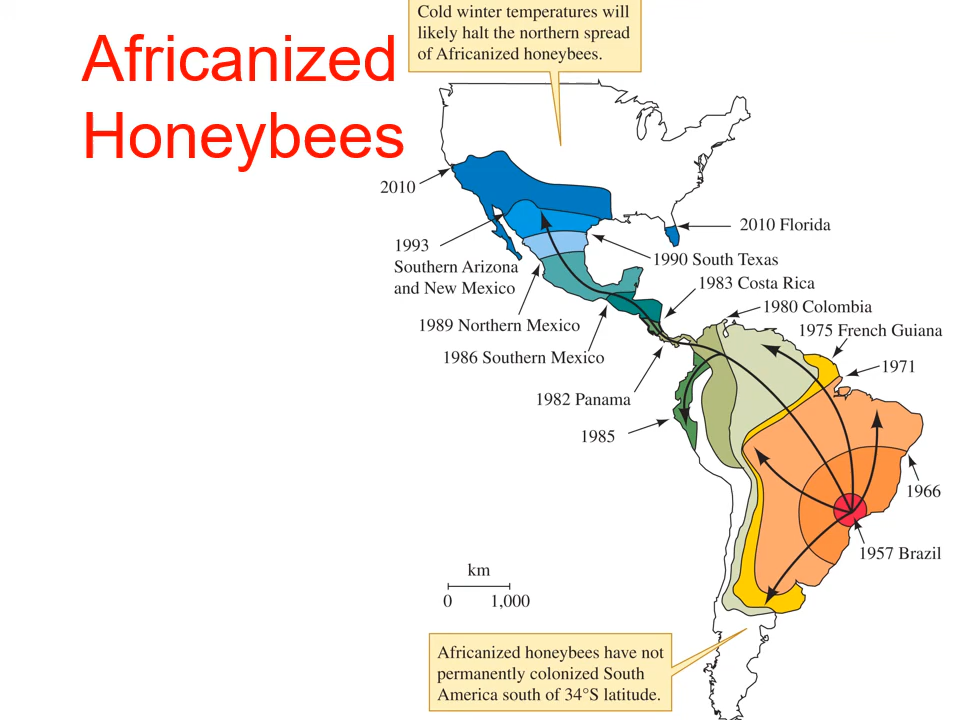 Africanized
Honeybees
Cold winter temperatures will
likely halt the northern spread
of Africanized honeybees.
2010
2010 Florida
1993
Southern Arizona
and New Mexico
1990 South Texas
1983 Costa Rica
1980 Colombia
1989 Northern Mexico
1975 French Guiana
1986 Southern Mexico
1971
1982 Panama
1985
1966
1957 Brazil
km
0 1,000
Africanized honeybees have not
permanently colonized South
America south of 34°S latitude.